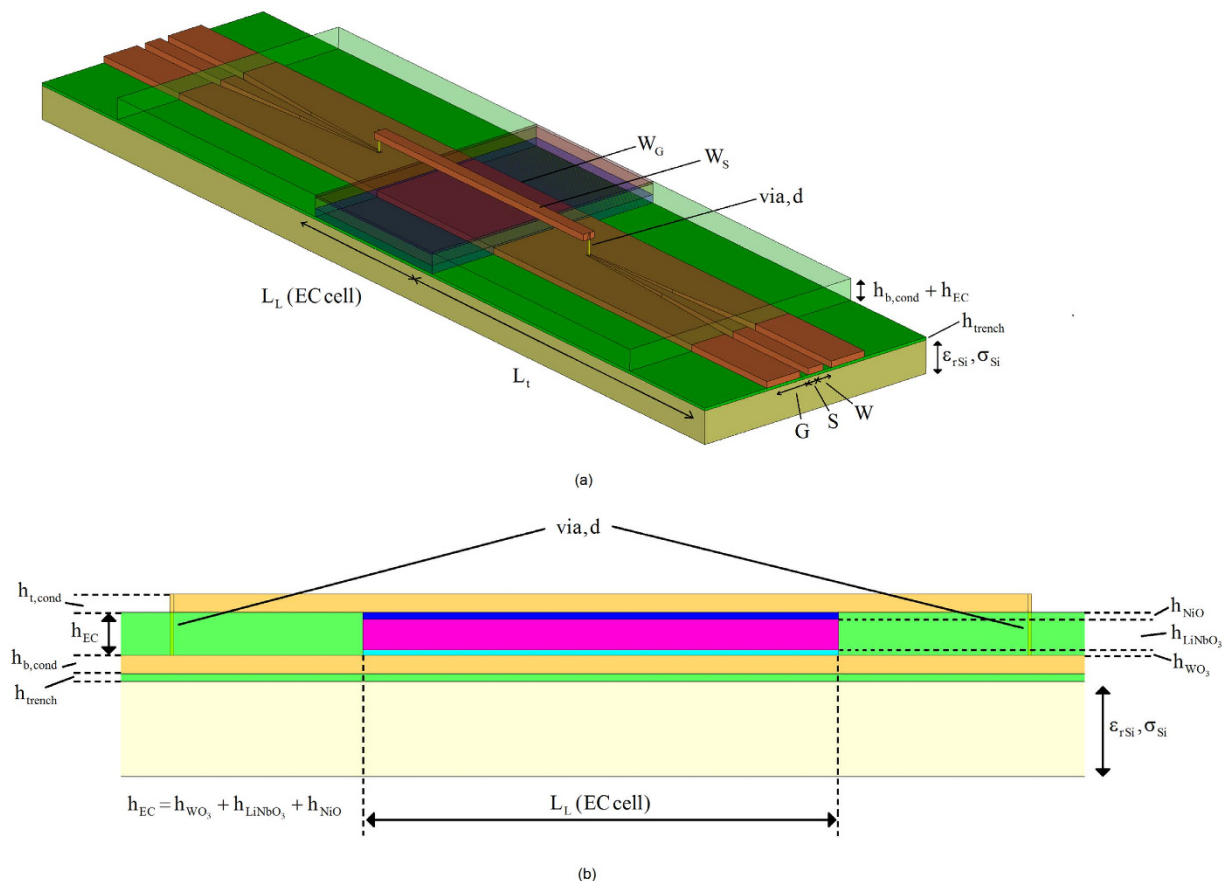 W_G
W_S
via, d
L_L (EC cell)
h_b,cond + h_EC
h_trench
ε_rSi, σ_Si
L_t
G
S
W
(a)
via, d
h_t,cond
h_NiO
h_EC
h_LiNbO₃
h_b,cond
h_WO₃
h_trench
ε_rSi, σ_Si
h_EC = h_WO₃ + h_LiNbO₃ + h_NiO
L_L (EC cell)
(b)